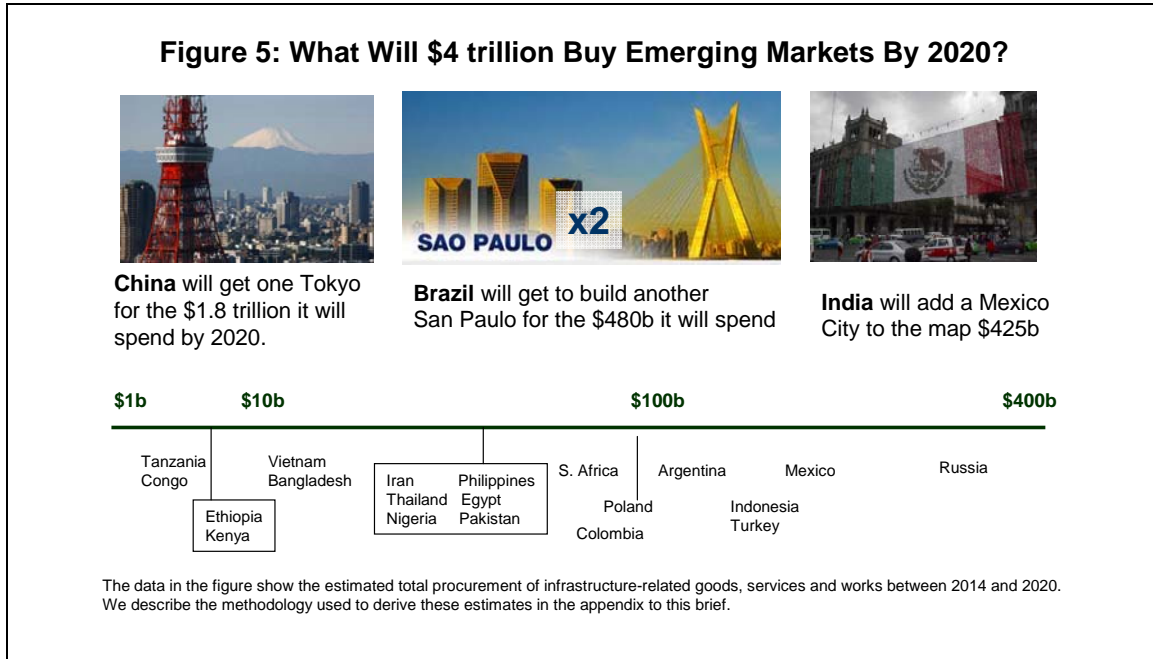 Figure 5: What Will $4 trillion Buy Emerging Markets By 2020?
SAO PAULO
x2
China will get one Tokyo
for the $1.8 trillion it will
spend by 2020.
Brazil will get to build another
San Paulo for the $480b it will spend
India will add a Mexico
City to the map $425b
$1b $10b $100b $400b
Tanzania
Congo
Ethiopia
Kenya
Vietnam
Bangladesh
Iran Philippines
Thailand Egypt
Nigeria Pakistan
S. Africa
Poland
Colombia
Argentina
Indonesia
Turkey
Mexico
Russia
The data in the figure show the estimated total procurement of infrastructure-related goods, services and works between 2014 and 2020.
We describe the methodology used to derive these estimates in the appendix to this brief.